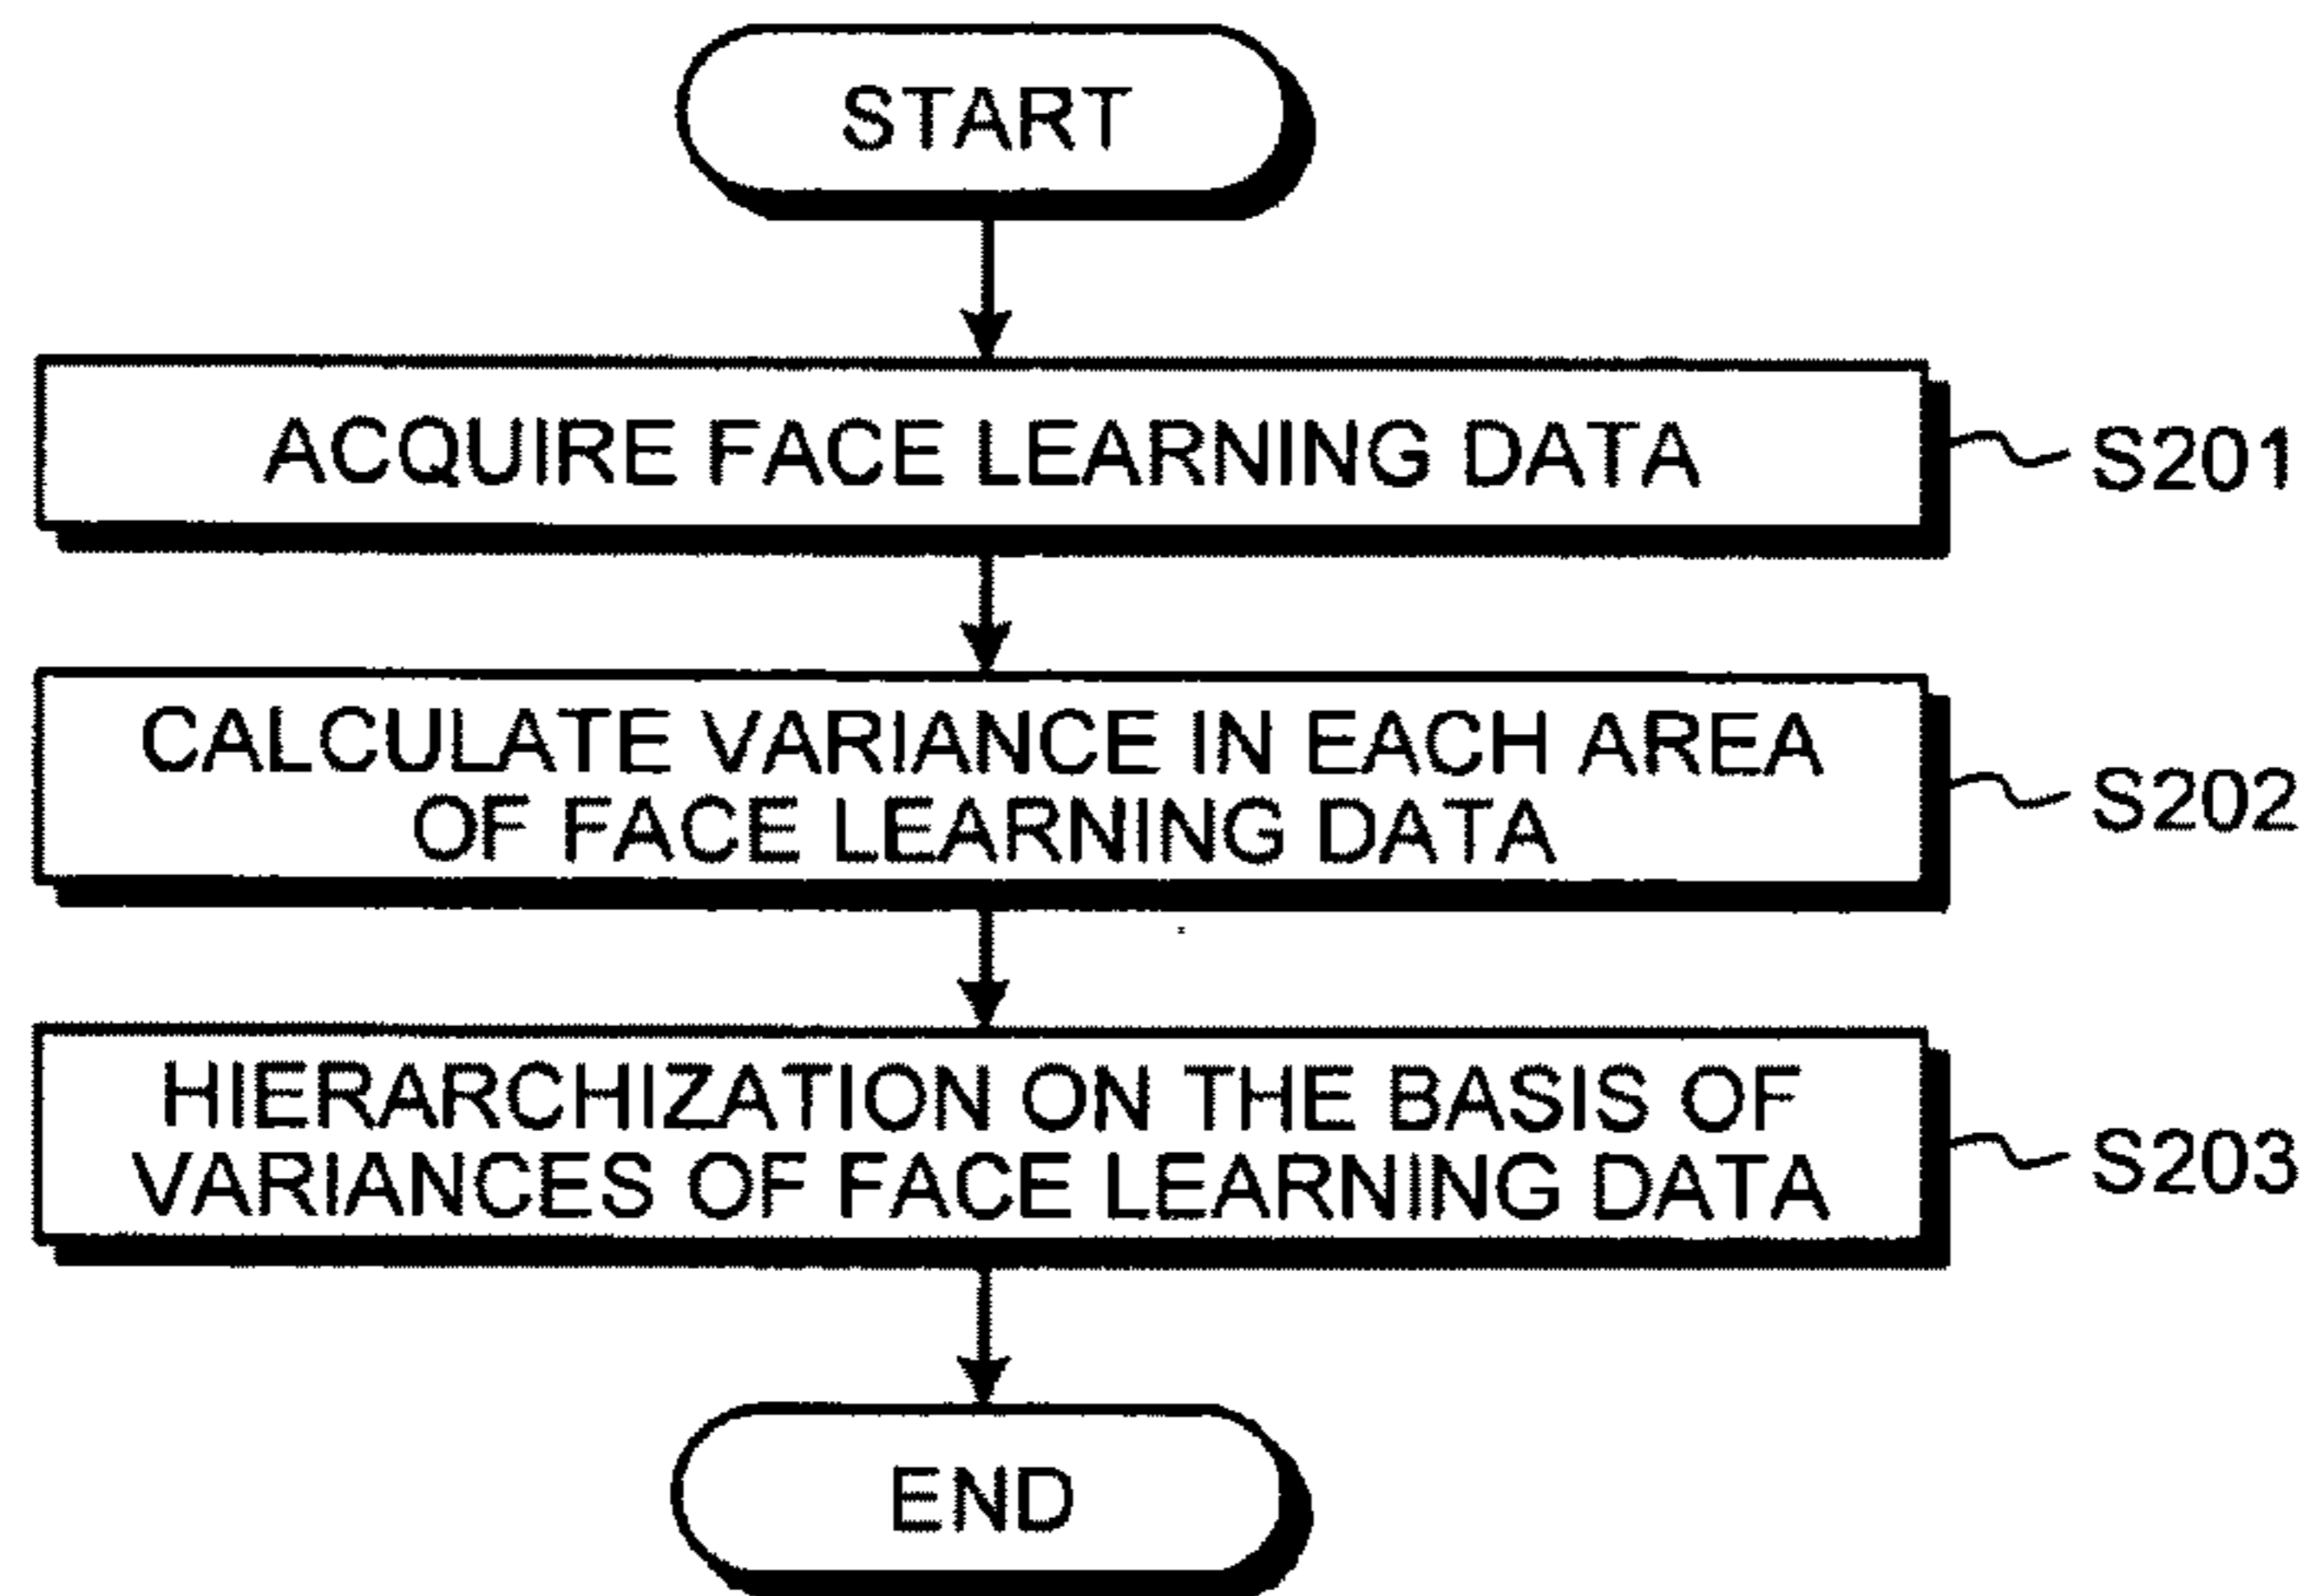 START
ACQUIRE FACE LEARNING DATA
S201
CALCULATE VARIANCE IN EACH AREA
OF FACE LEARNING DATA
S202
HIERARCHIZATION ON THE BASIS OF
VARIANCES OF FACE LEARNING DATA
S203
END